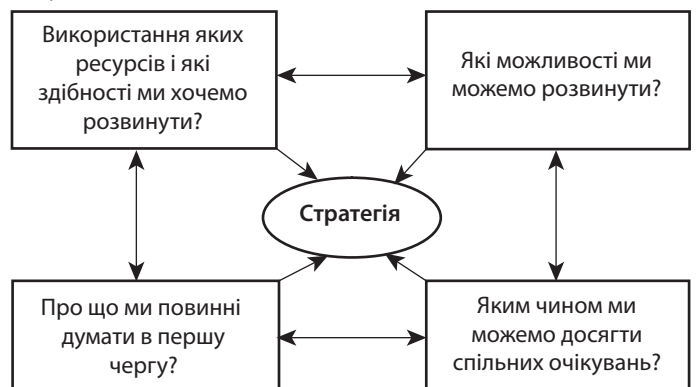 Використання яких
ресурсів і які
здібності ми хочемо
розвинути?
Які можливості ми
можемо розвинути?
Стратегія
Про що ми повинні
думати в першу
чергу?
Яким чином ми
можемо досягти
спільних очікувань?